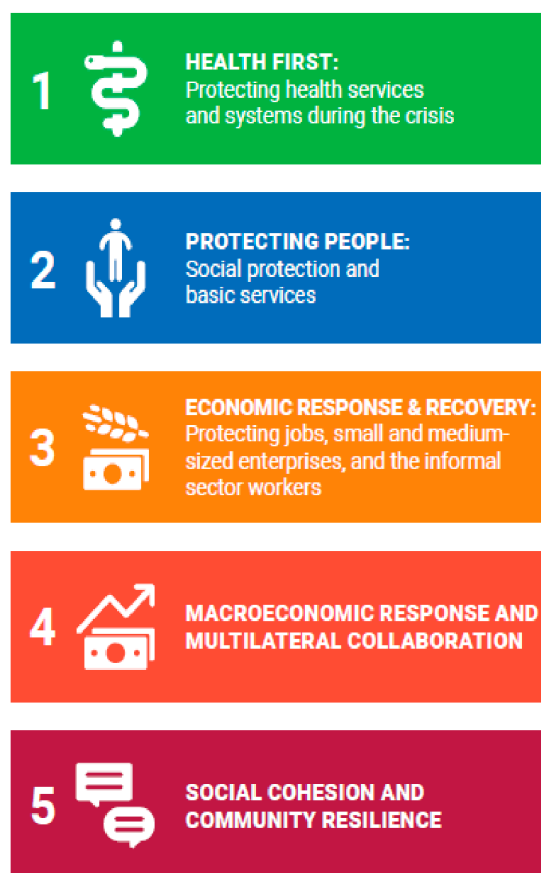 1
HEALTH FIRST:
Protecting health services
and systems during the crisis
2
PROTECTING PEOPLE:
Social protection and
basic services
3
ECONOMIC RESPONSE & RECOVERY:
Protecting jobs, small and medium-
sized enterprises, and the informal
sector workers
4
MACROECONOMIC RESPONSE AND
MULTILATERAL COLLABORATION
5
SOCIAL COHESION AND
COMMUNITY RESILIENCE